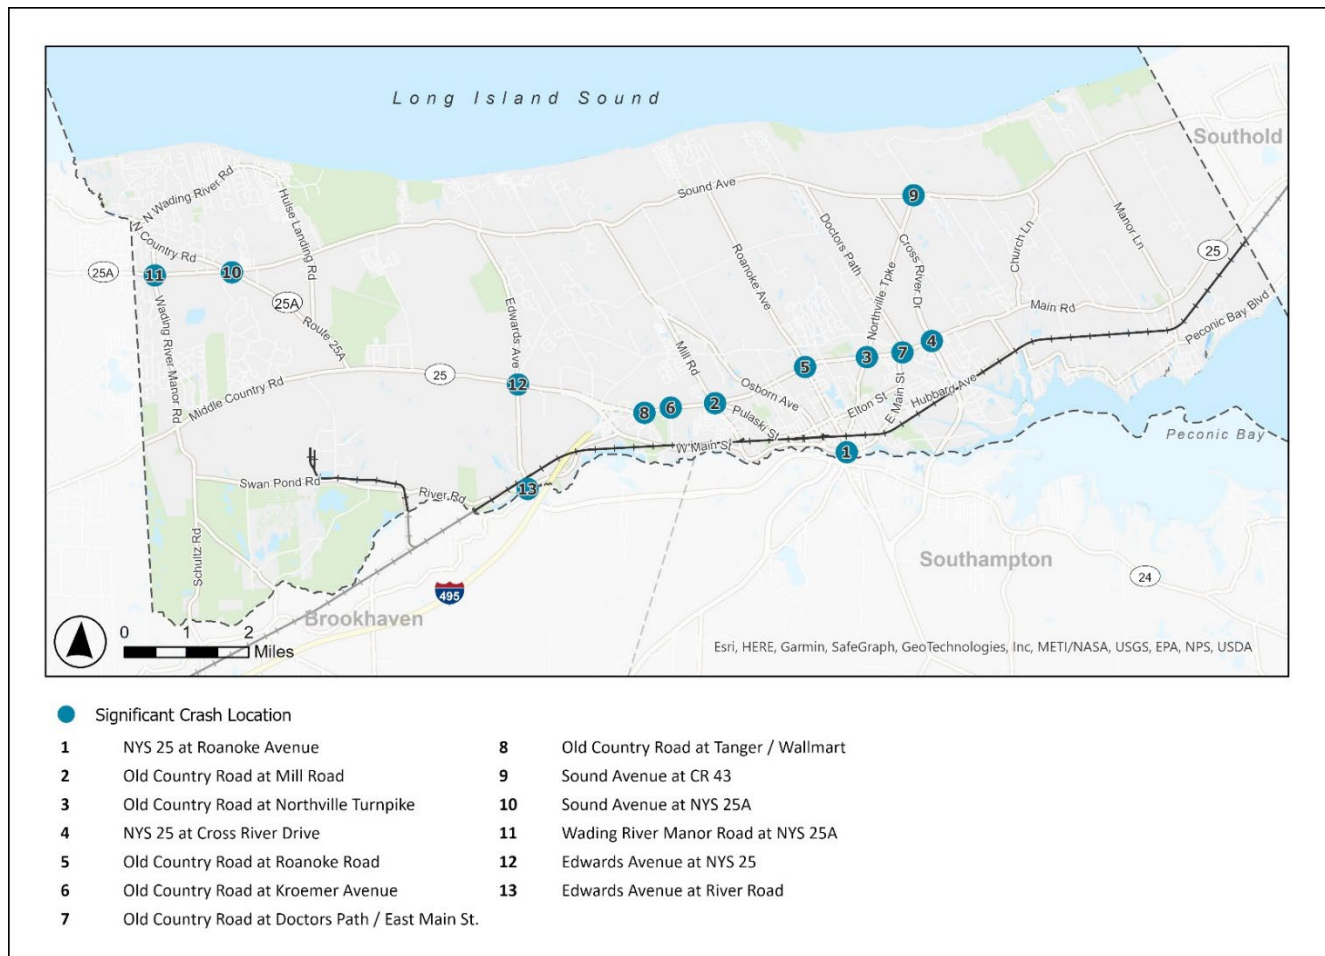 Long Island Sound
Southold
N Wading River Rd
Hulse Landing Rd
Sound Ave
9
Manor Ln
N Country Rd
Doctors Path
Cross River Dr
Church Ln
25
25A
11
10
Roanoke Ave
Northville Tpke
25A
Edwards Ave
Main Rd
Peconic Bay Blvd
Wading River Manor Rd
Route 25A
Mill Rd
5
3
7
4
Middle Country Rd
25
12
Osborn Ave
Hubbard Ave
8
6
2
Pulaski St
Elton St
E Main St
W Main St
1
Peconic Bay
Swan Pond Rd
River Rd
13
Schultz Rd
Southampton
24
495
Brookhaven
0 1 2
Miles
Esri, HERE, Garmin, SafeGraph, GeoTechnologies, Inc, METI/NASA, USGS, EPA, NPS, USDA
Significant Crash Location
1 NYS 25 at Roanoke Avenue
2 Old Country Road at Mill Road
3 Old Country Road at Northville Turnpike
4 NYS 25 at Cross River Drive
5 Old Country Road at Roanoke Road
6 Old Country Road at Kroemer Avenue
7 Old Country Road at Doctors Path / East Main St.
8 Old Country Road at Tanger / Wallmart
9 Sound Avenue at CR 43
10 Sound Avenue at NYS 25A
11 Wading River Manor Road at NYS 25A
12 Edwards Avenue at NYS 25
13 Edwards Avenue at River Road